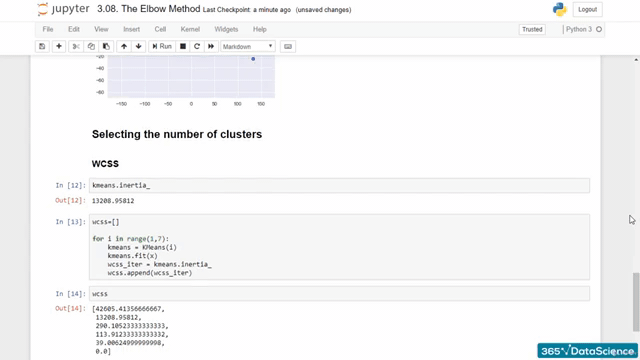 jupyter 3.08. The Elbow Method Last Checkpoint: a minute ago (unsaved changes) Logout
File Edit View Insert Cell Kernel Widgets Help Trusted Python 3
Run Markdown
-20
-40
-60
-80
-150 -100 -50 0 50 100 150
Selecting the number of clusters
WCSS
In [12]: kmeans.inertia_
Out[12]: 13208.95812
In [13]: wcss=[]
for i in range(1,7):
kmeans = KMeans(i)
kmeans.fit(x)
wcss_iter = kmeans.inertia_
wcss.append(wcss_iter)
In [14]: wcss
Out[14]: [42605.41356666667,
13208.95812,
290.10523333333333,
113.91233333333332,
39.00624999999998,
0.0]
365 DataScience